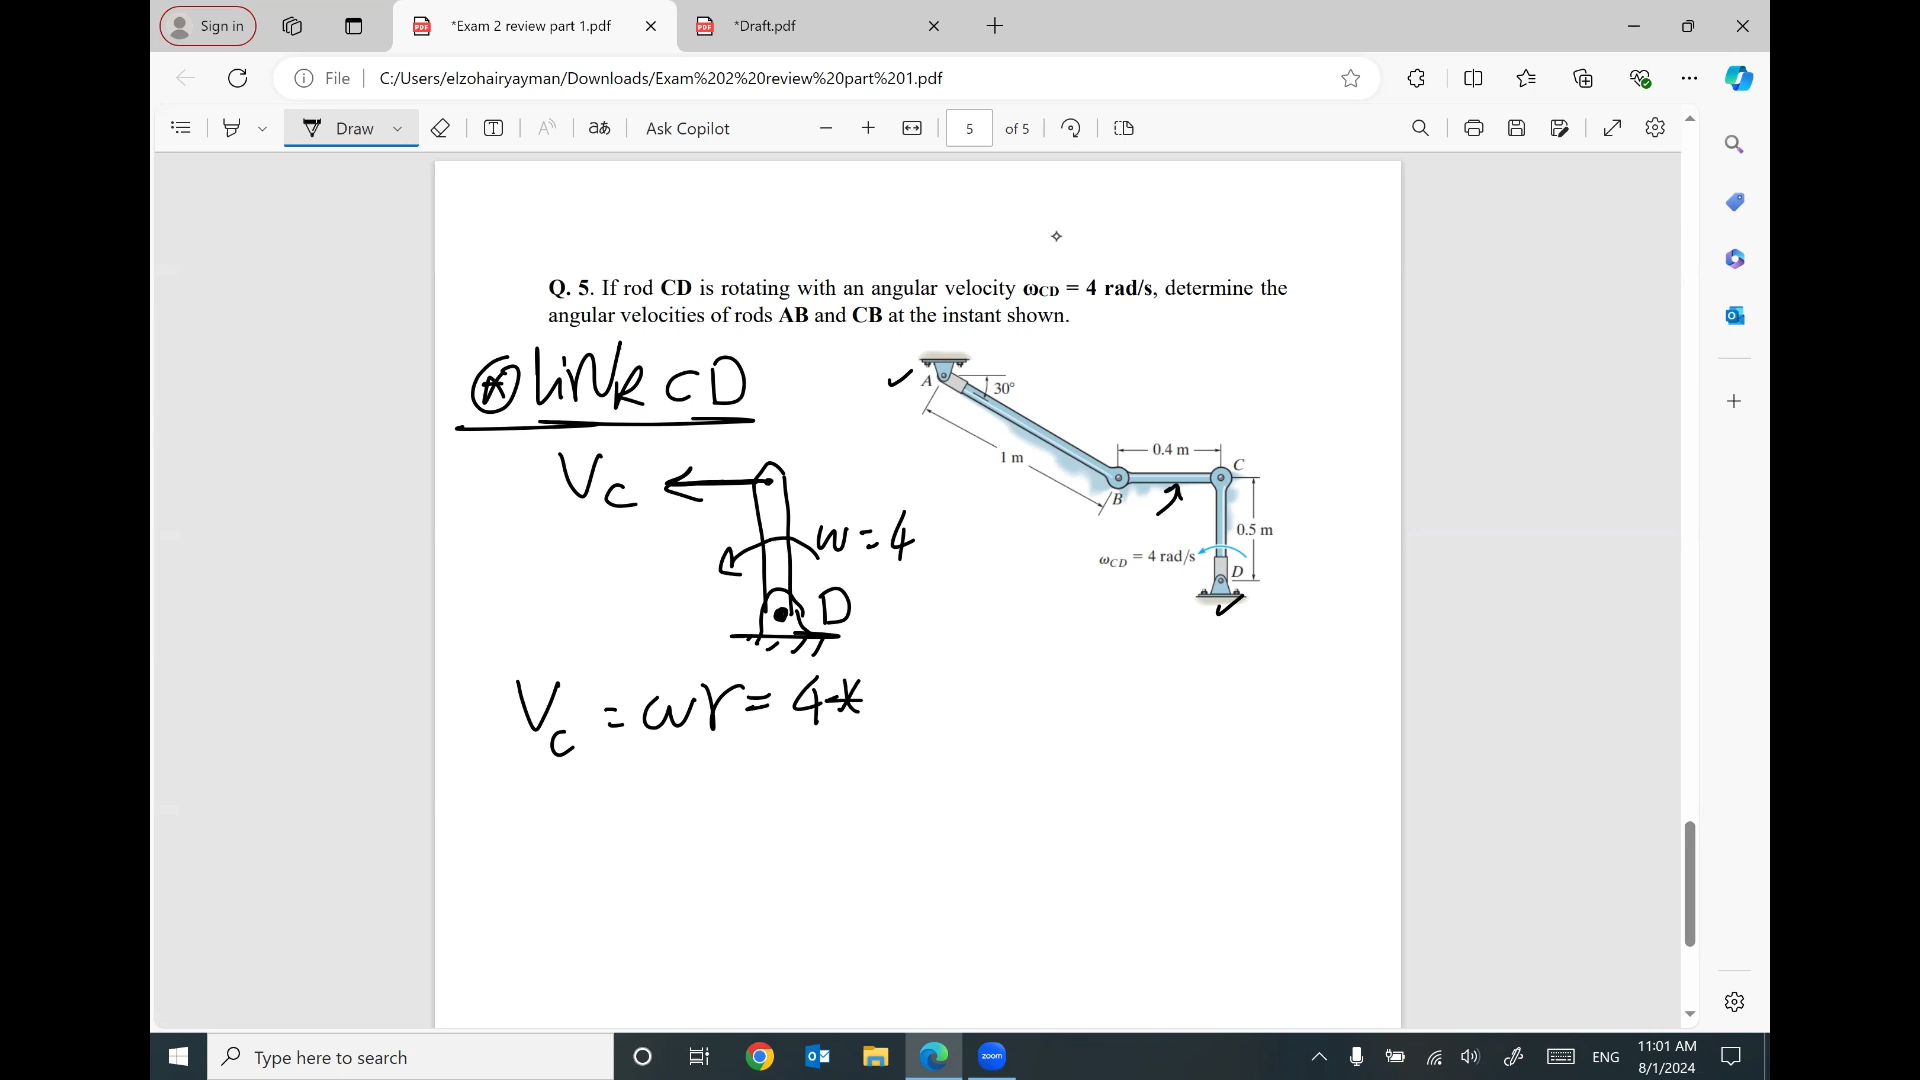 Sign in
*Exam 2 review part 1.pdf
*Draft.pdf
File
C:/Users/elzohairyayman/Downloads/Exam%202%20review%20part%201.pdf
Draw
Ask Copilot
5
of 5
Q. 5. If rod CD is rotating with an angular velocity ωCD = 4 rad/s, determine the
angular velocities of rods AB and CB at the instant shown.
link CD
A
30°
1 m
0.4 m
B
C
0.5 m
ωCD = 4 rad/s
D
Vc
w = 4
D
Vc = ωr = 4*
Type here to search
zoom
ENG
11:01 AM
8/1/2024